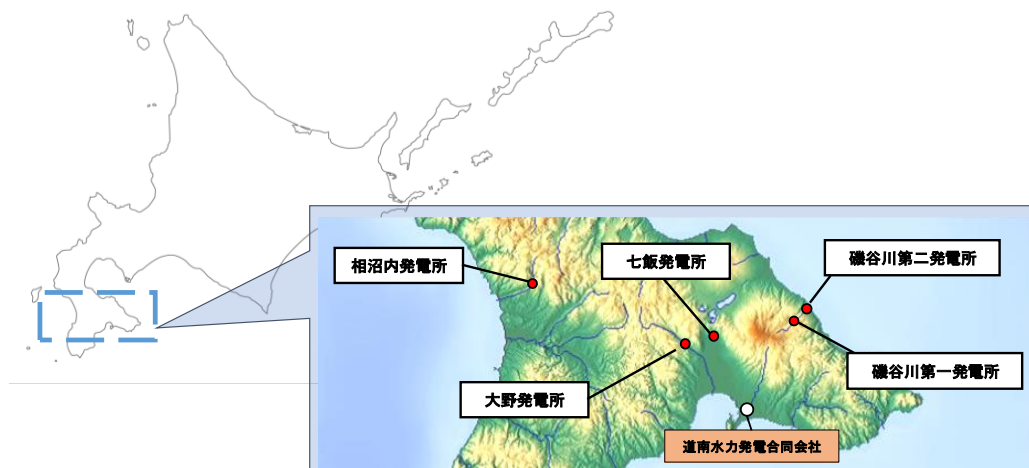 相沼内発電所
七飯発電所
磯谷川第二発電所
磯谷川第一発電所
大野発電所
道南水力発電合同会社